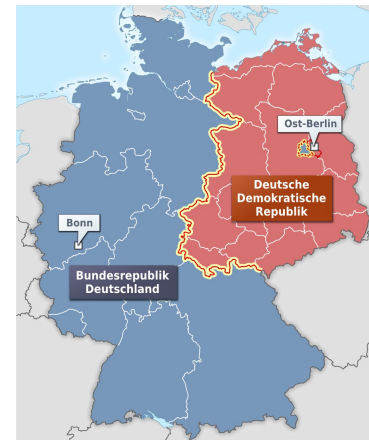 Ost-Berlin
Deutsche
Demokratische
Republik
Bonn
Bundesrepublik
Deutschland